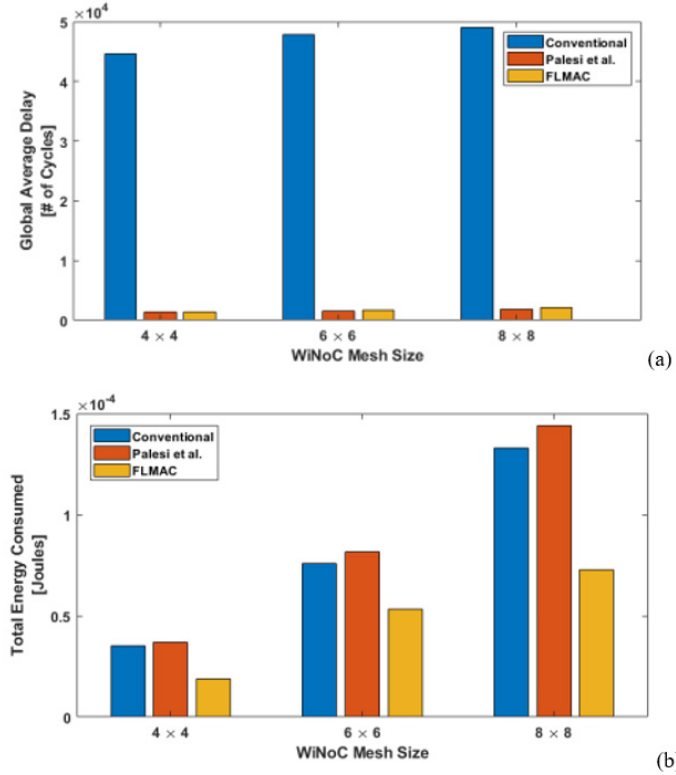 ×10^4
5
4
3
2
1
0
Global Average Delay
[# of Cycles]
Conventional
Palesi et al.
FLMAC
4 × 4
6 × 6
8 × 8
WiNoC Mesh Size
(a)
×10^-4
1.5
1
0.5
0
Total Energy Consumed
[Joules]
Conventional
Palesi et al.
FLMAC
4 × 4
6 × 6
8 × 8
WiNoC Mesh Size
(b)